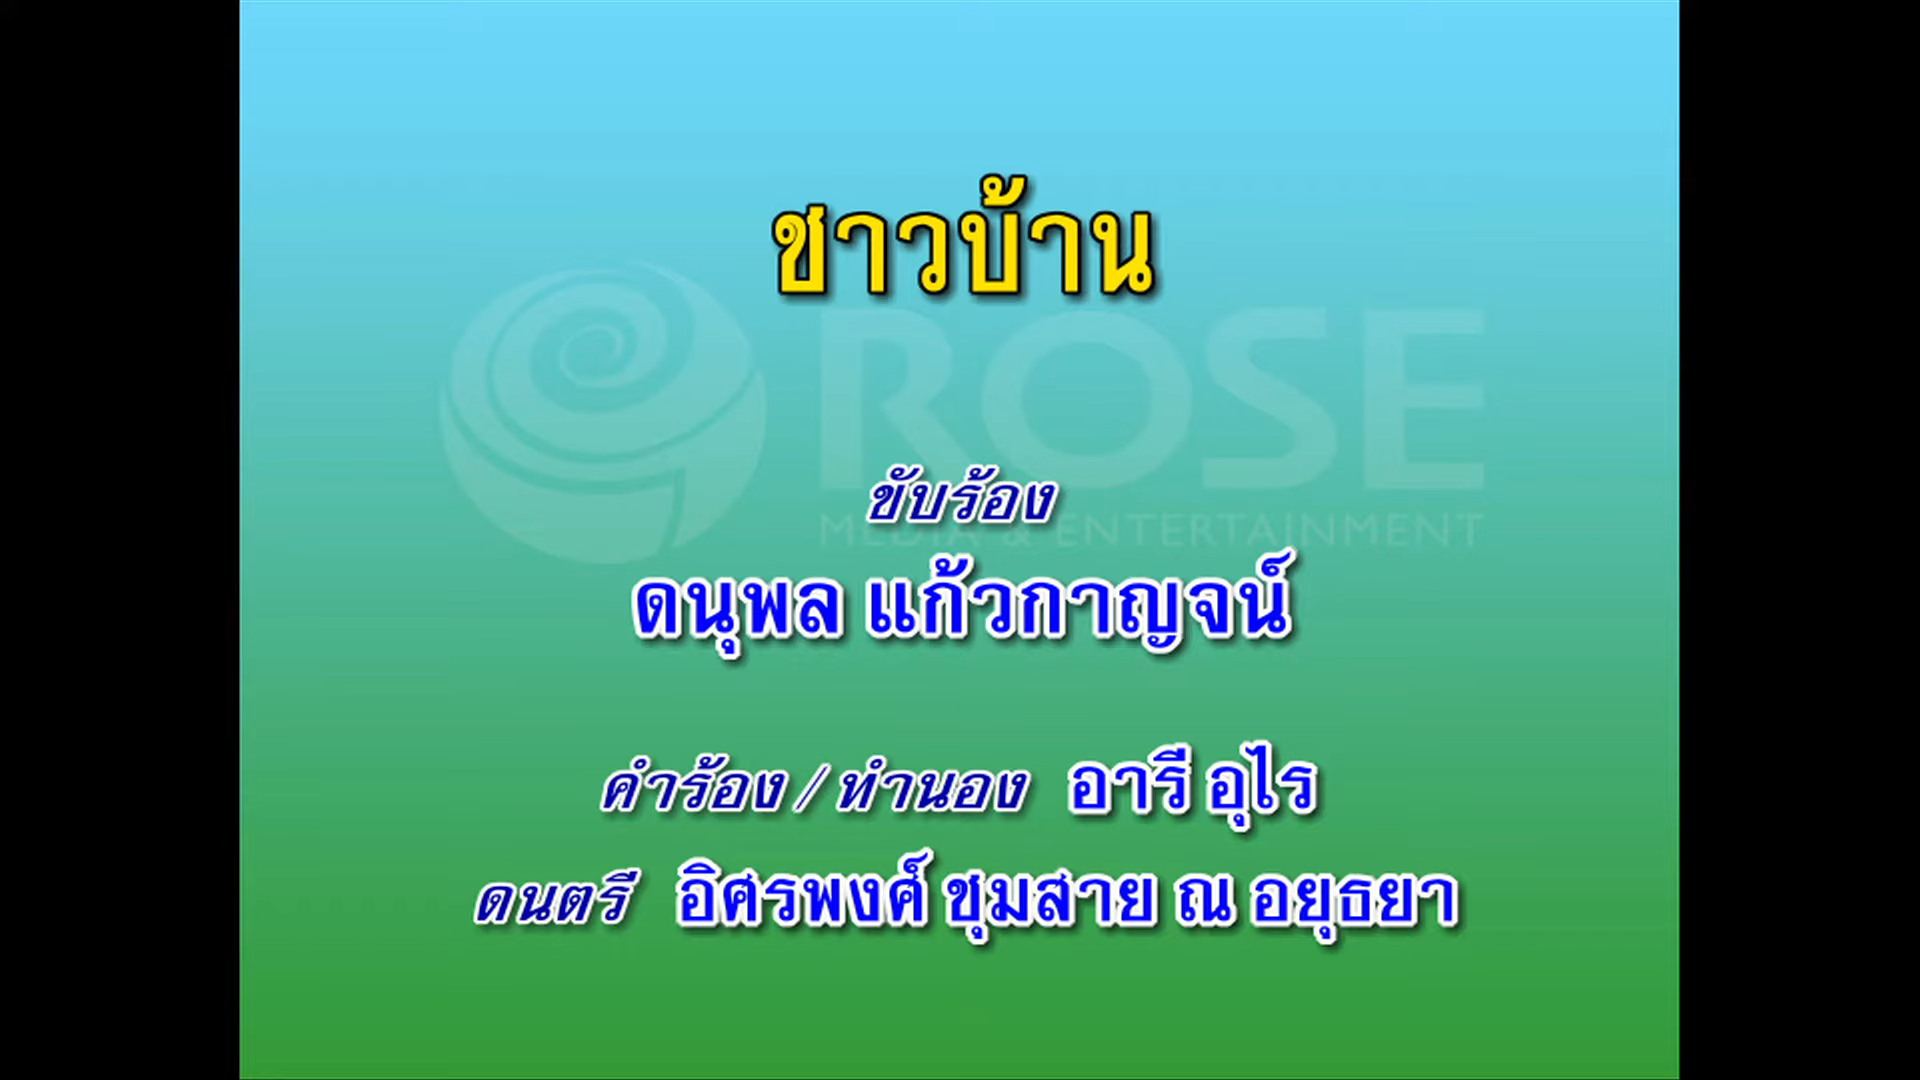 ชาวบ้าน
ROSE
MEDIA & ENTERTAINMENT
ขับร้อง
ดนุพล แก้วกาญจน์
คำร้อง / ทำนอง อารี อุไร
ดนตรี อิศรพงศ์ ชุมสาย ณ อยุธยา